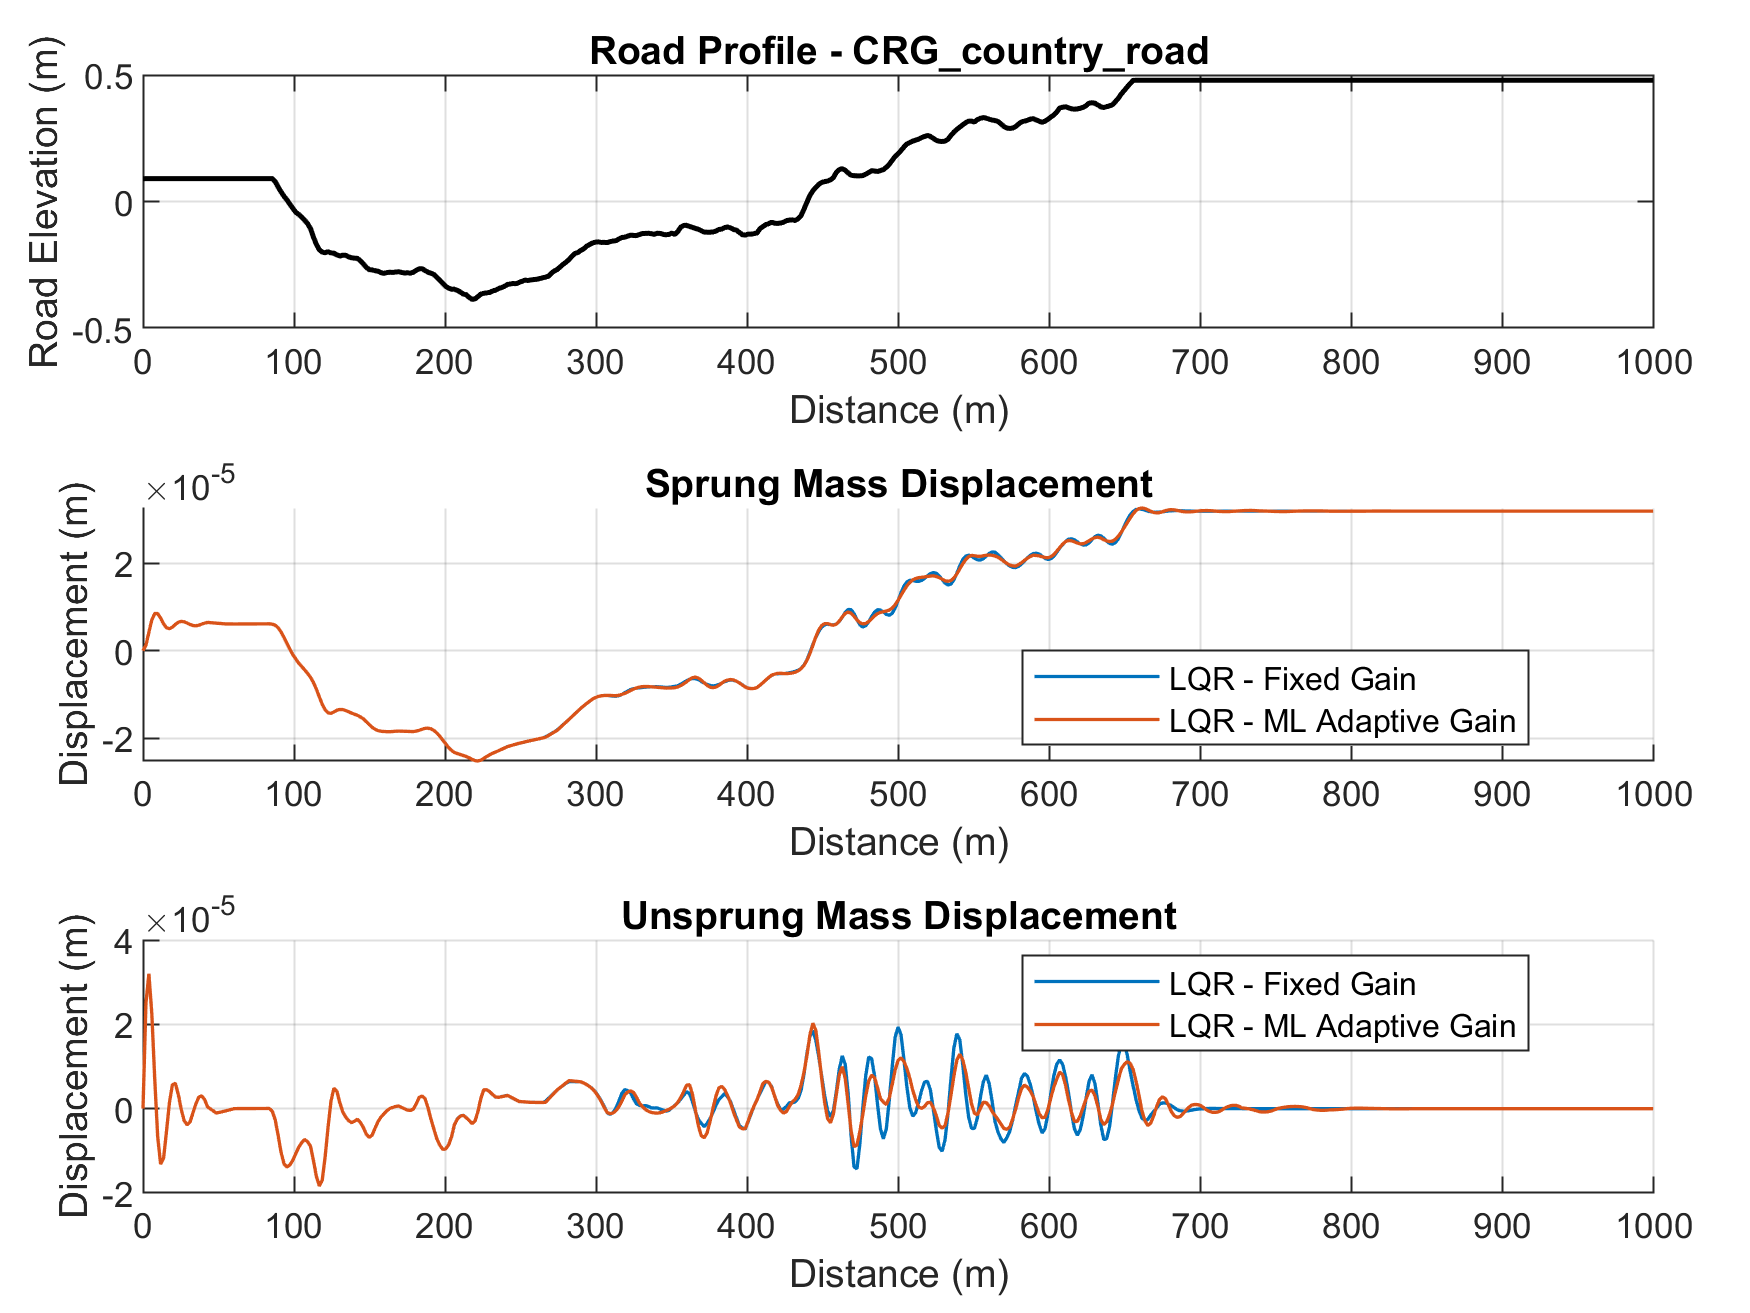 Road Profile - CRG_country_road
Road Elevation (m)
0.5
0
-0.5
0 100 200 300 400 500 600 700 800 900 1000
Distance (m)
×10-5
Sprung Mass Displacement
Displacement (m)
2
0
-2
LQR - Fixed Gain
LQR - ML Adaptive Gain
0 100 200 300 400 500 600 700 800 900 1000
Distance (m)
×10-5
Unsprung Mass Displacement
Displacement (m)
4
2
0
-2
LQR - Fixed Gain
LQR - ML Adaptive Gain
0 100 200 300 400 500 600 700 800 900 1000
Distance (m)